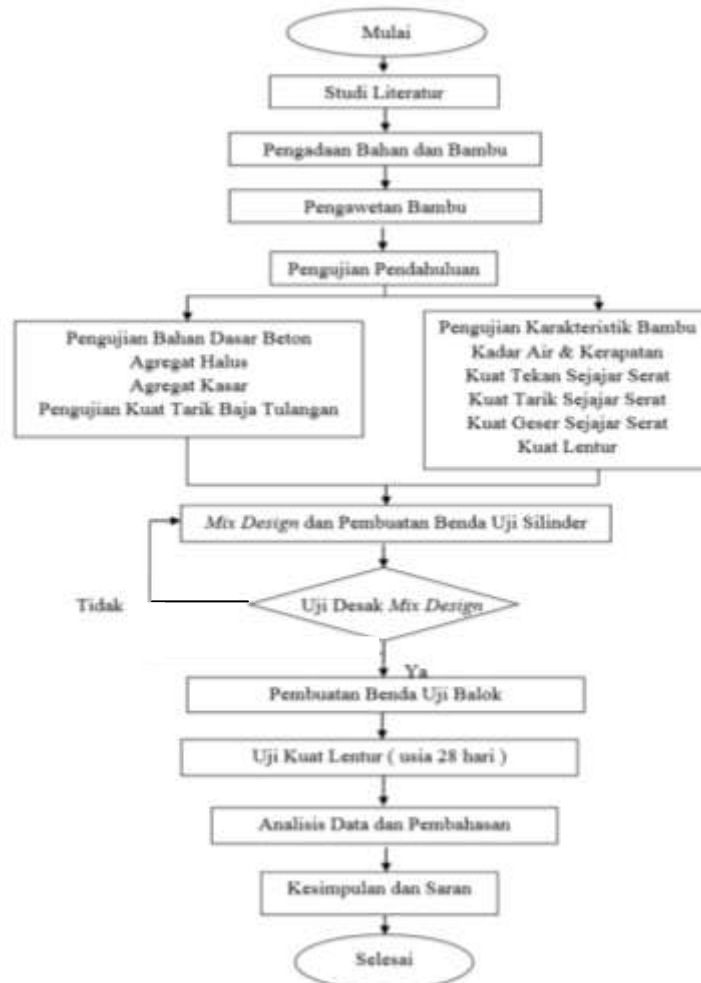 Mulai
Studi Literatur
Pengadaan Bahan dan Bambu
Pengawetan Bambu
Pengujian Pendahuluan
Pengujian Bahan Dasar Beton
Agregat Halus
Agregat Kasar
Pengujian Kuat Tarik Baja Tulangan
Pengujian Karakteristik Bambu
Kadar Air & Kerapatan
Kuat Tekan Sejajar Serat
Kuat Tarik Sejajar Serat
Kuat Geser Sejajar Serat
Kuat Lentur
Mix Design dan Pembuatan Benda Uji Silinder
Tidak
Uji Desak Mix Design
Ya
Pembuatan Benda Uji Balok
Uji Kuat Lentur ( usia 28 hari )
Analisis Data dan Pembahasan
Kesimpulan dan Saran
Selesai